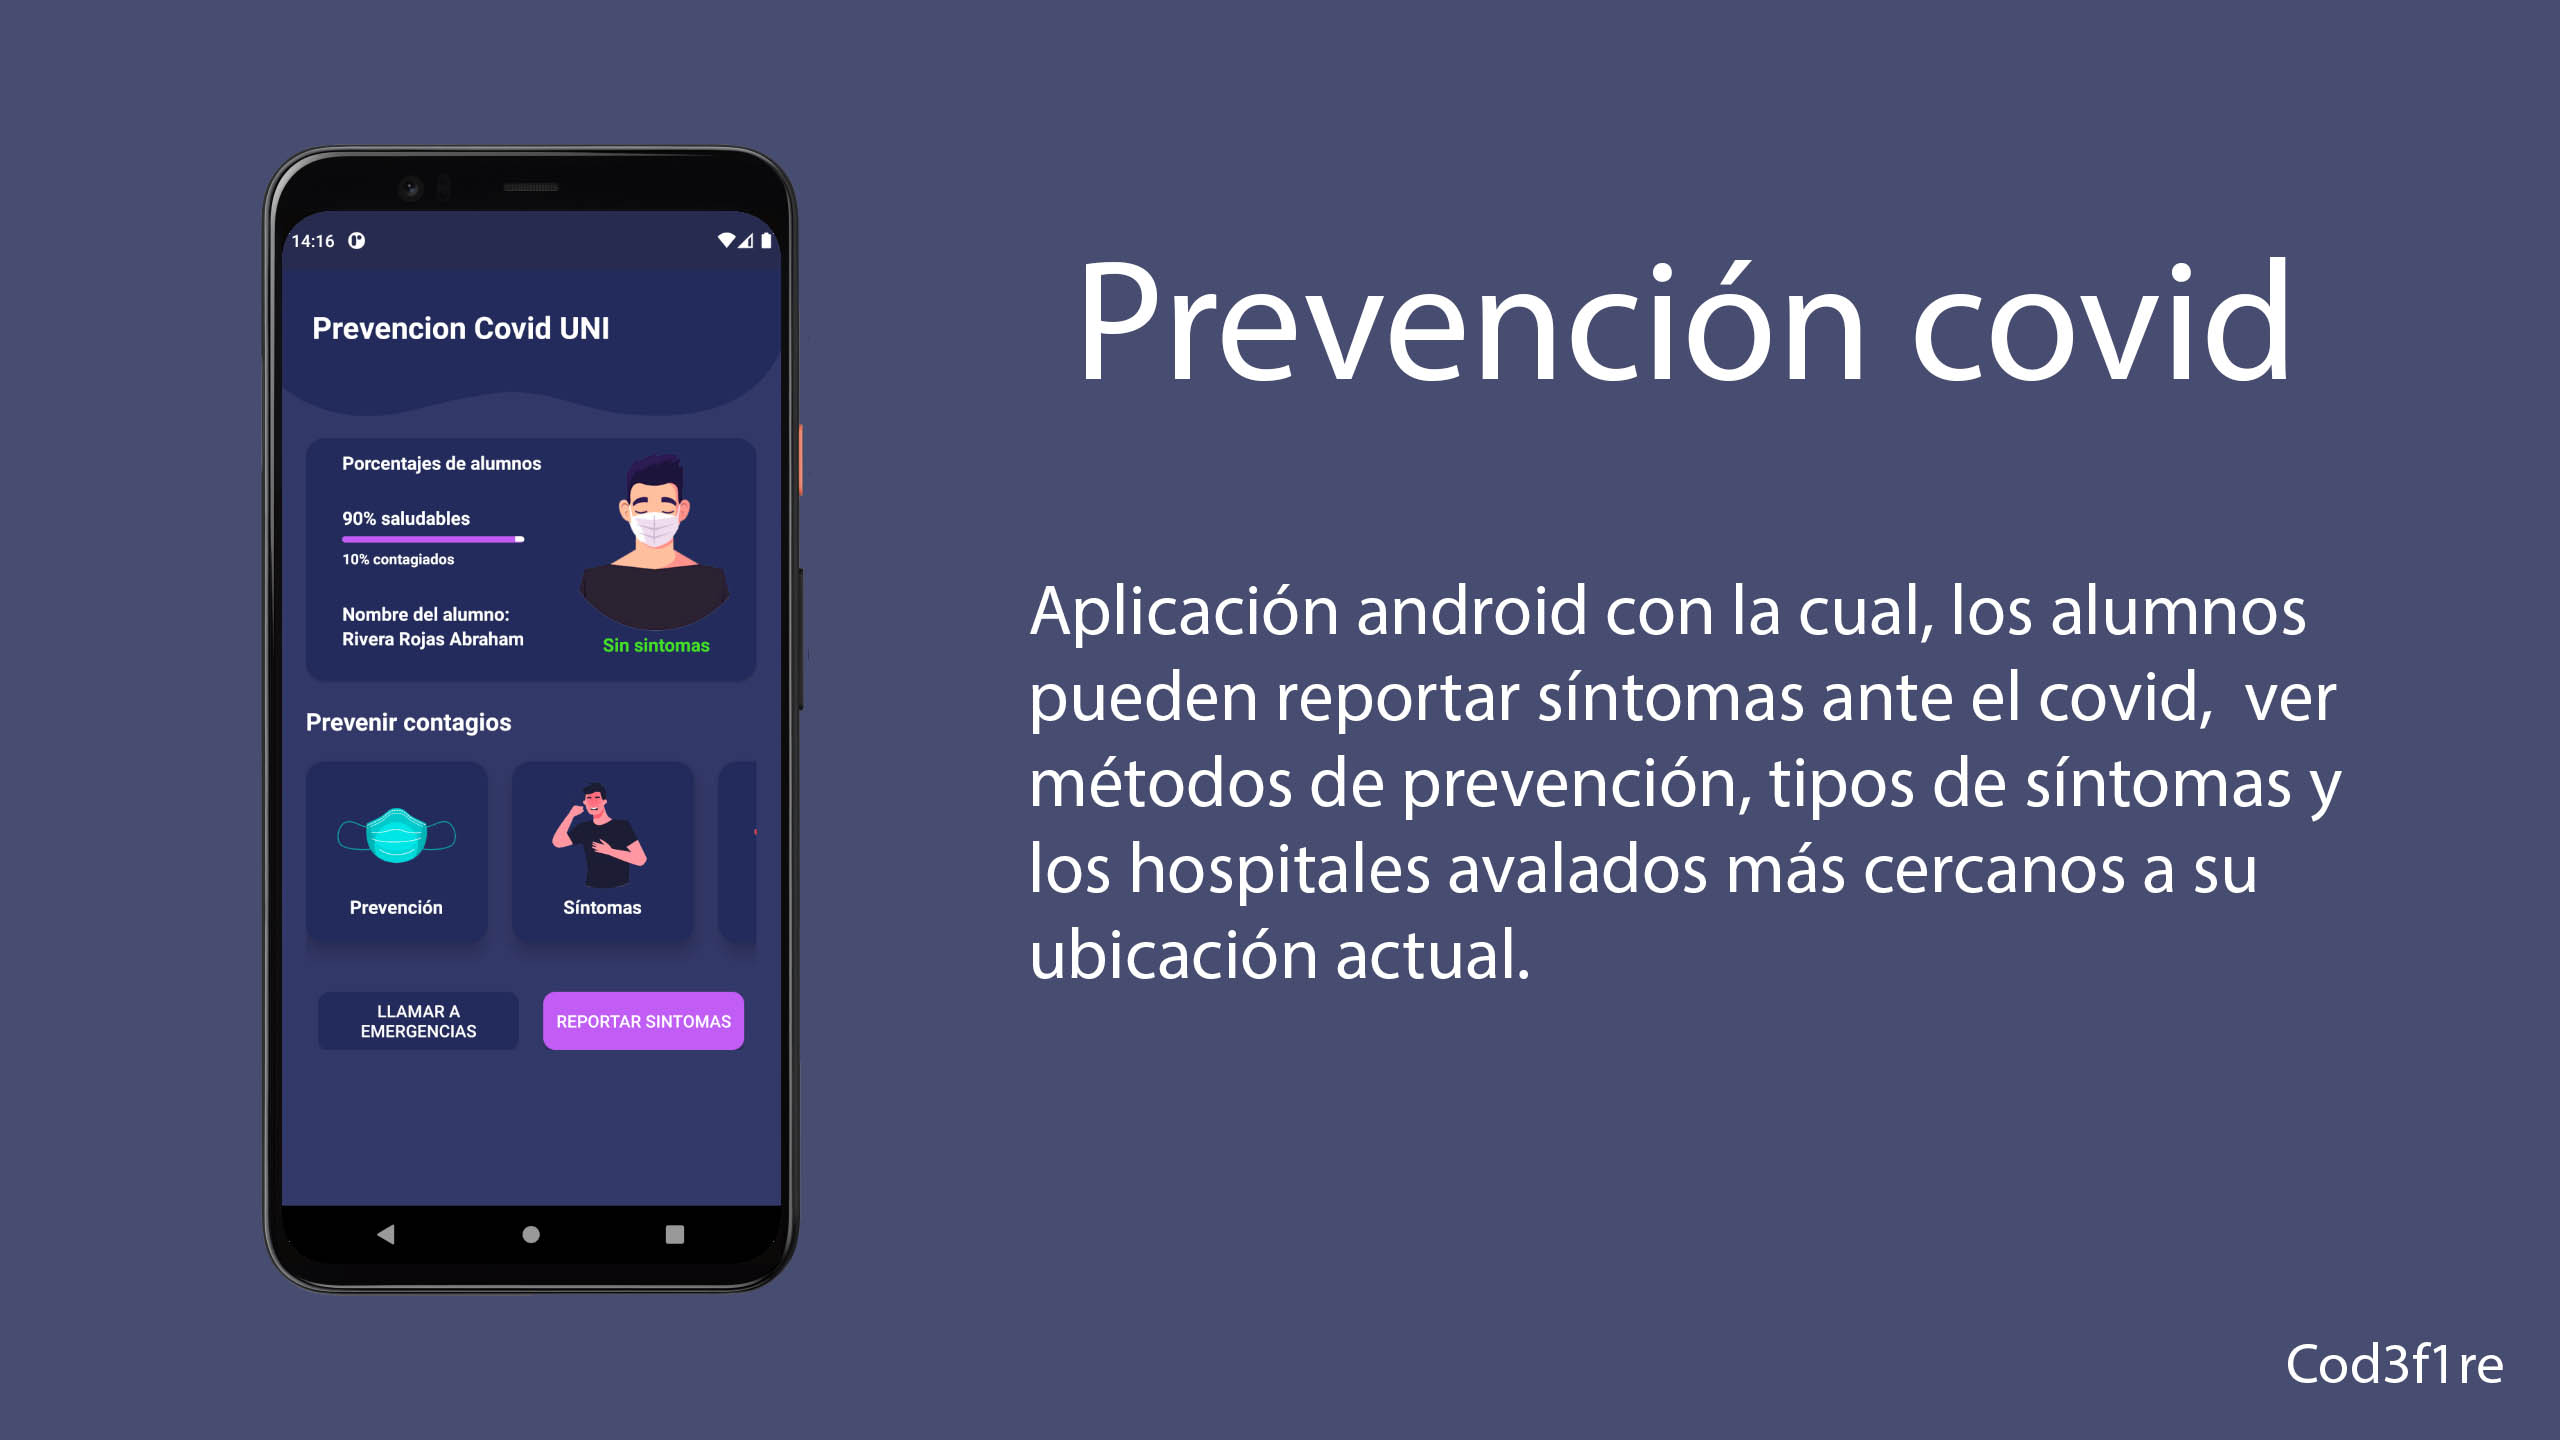 14:16
Prevencion Covid UNI
Porcentajes de alumnos
90% saludables
10% contagiados
Nombre del alumno:
Rivera Rojas Abraham
Sin sintomas
Prevenir contagios
Prevención
Síntomas
LLAMAR A
EMERGENCIAS
REPORTAR SINTOMAS
Prevención covid
Aplicación android con la cual, los alumnos
pueden reportar síntomas ante el covid,  ver
métodos de prevención, tipos de síntomas y
los hospitales avalados más cercanos a su
ubicación actual.
Cod3f1re